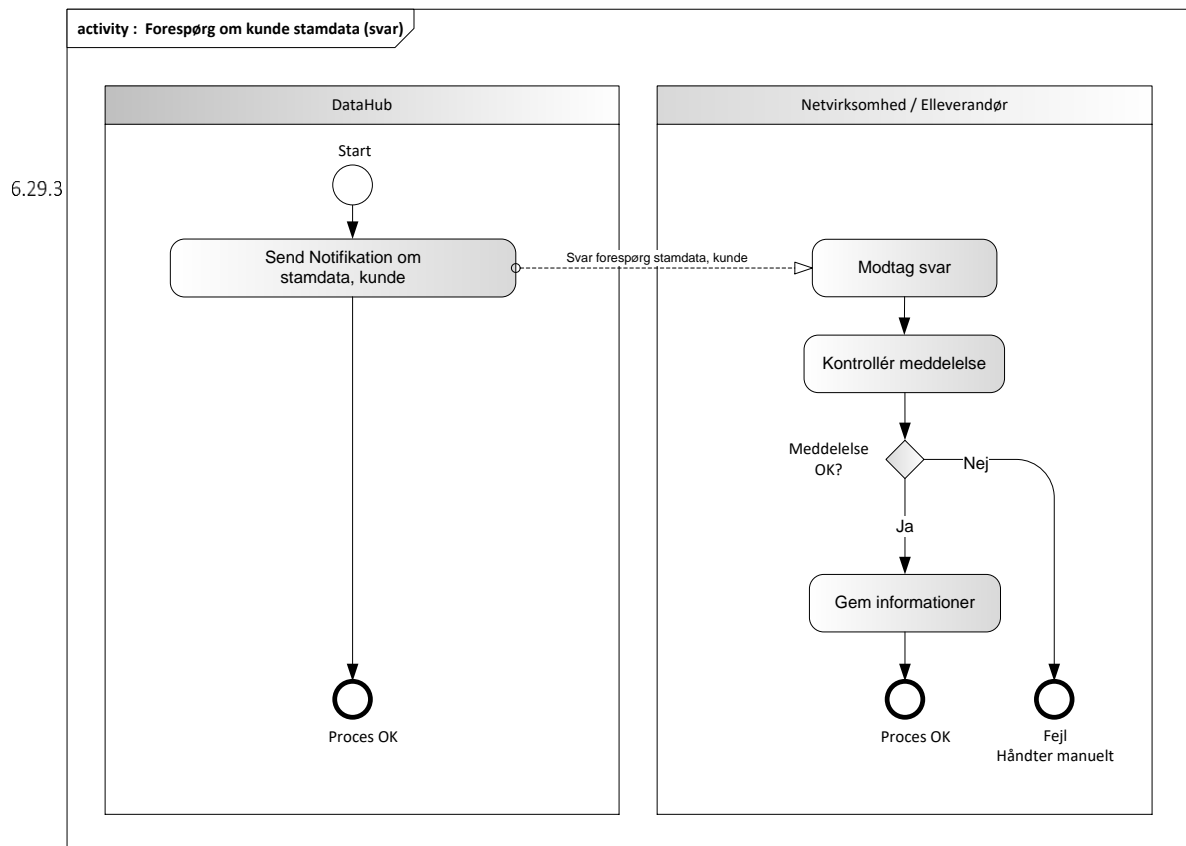 activity : Forespørg om kunde stamdata (svar)
DataHub
Netvirksomhed / Elleverandør
6.29.3
Start
Send Notifikation om
stamdata, kunde
Svar forespørg stamdata, kunde
Modtag svar
Kontrollér meddelelse
Meddelelse
OK?
Nej
Ja
Gem informationer
Proces OK
Proces OK
Fejl
Håndter manuelt